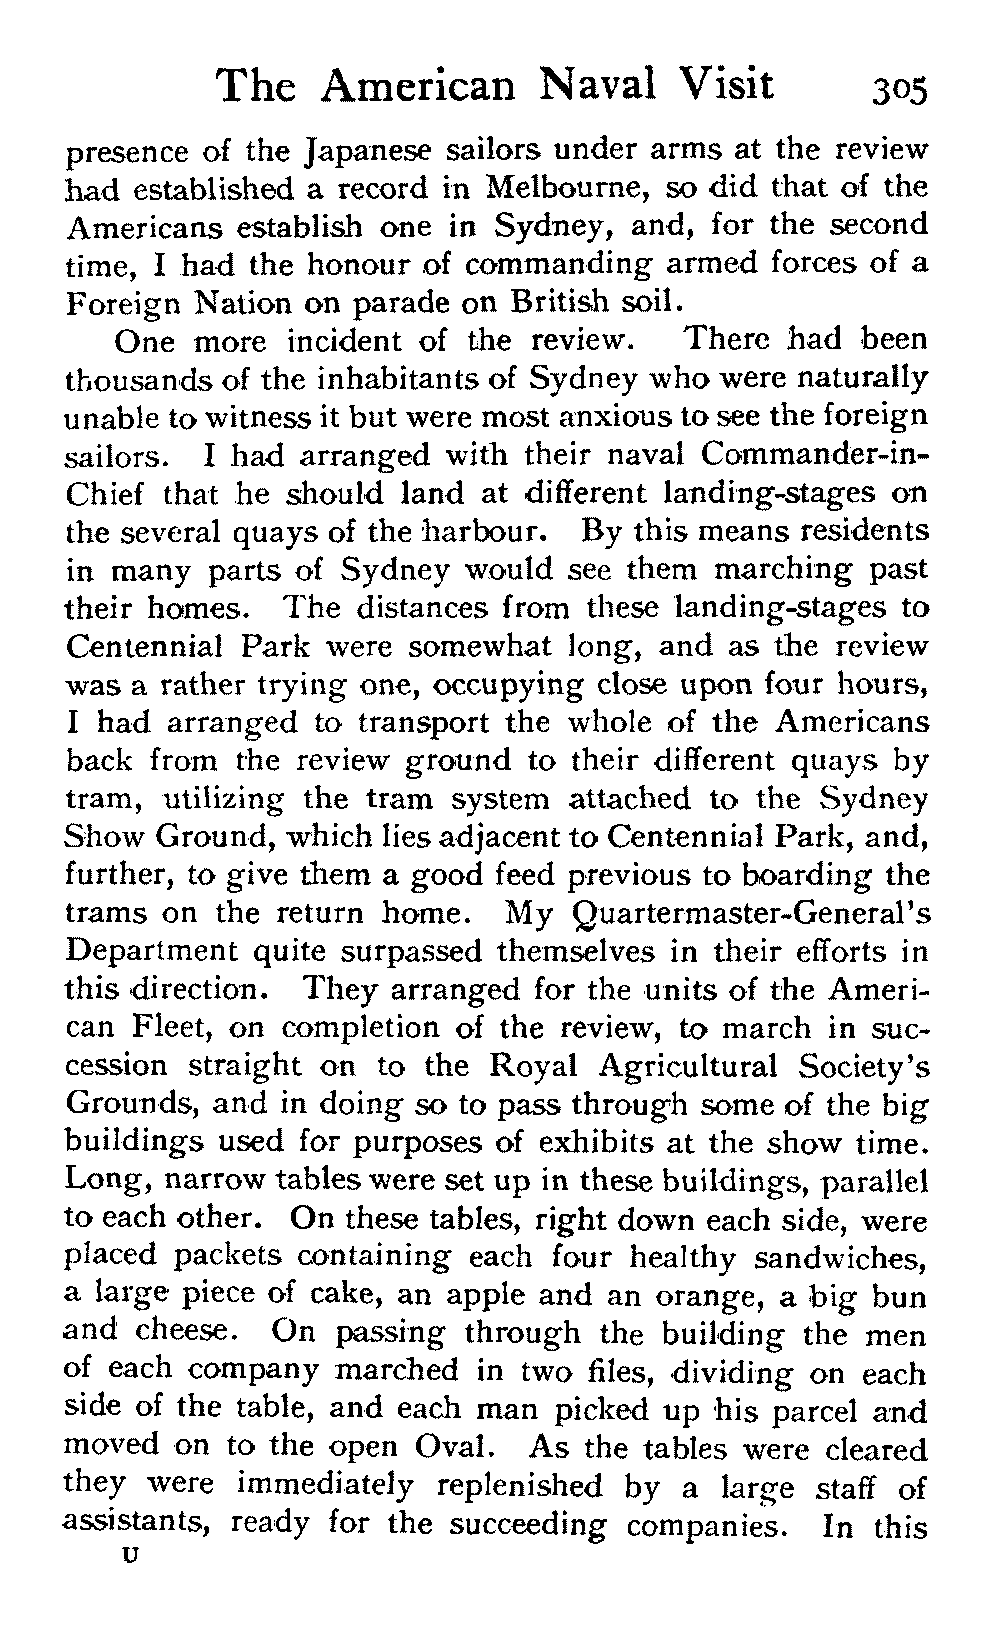 The American Naval Visit 305
presence of the Japanese sailors under arms at the review
had established a record in Melbourne, so did that of the
Americans establish one in Sydney, and, for the second
time, I had the honour of commanding armed forces of a
Foreign Nation on parade on British soil.
One more incident of the review. There had been
thousands of the inhabitants of Sydney who were naturally
unable to witness it but were most anxious to see the foreign
sailors. I had arranged with their naval Commander-in-
Chief that he should land at different landing-stages on
the several quays of the harbour. By this means residents
in many parts of Sydney would see them marching past
their homes. The distances from these landing-stages to
Centennial Park were somewhat long, and as the review
was a rather trying one, occupying close upon four hours,
I had arranged to transport the whole of the Americans
back from the review ground to their different quays by
tram, utilizing the tram system attached to the Sydney
Show Ground, which lies adjacent to Centennial Park, and,
further, to give them a good feed previous to boarding the
trams on the return home. My Quartermaster-General's
Department quite surpassed themselves in their efforts in
this direction. They arranged for the units of the Ameri-
can Fleet, on completion of the review, to march in suc-
cession straight on to the Royal Agricultural Society's
Grounds, and in doing so to pass through some of the big
buildings used for purposes of exhibits at the show time.
Long, narrow tables were set up in these buildings, parallel
to each other. On these tables, right down each side, were
placed packets containing each four healthy sandwiches,
a large piece of cake, an apple and an orange, a big bun
and cheese. On passing through the building the men
of each company marched in two files, dividing on each
side of the table, and each man picked up his parcel and
moved on to the open Oval. As the tables were cleared
they were immediately replenished by a large staff of
assistants, ready for the succeeding companies. In this
U